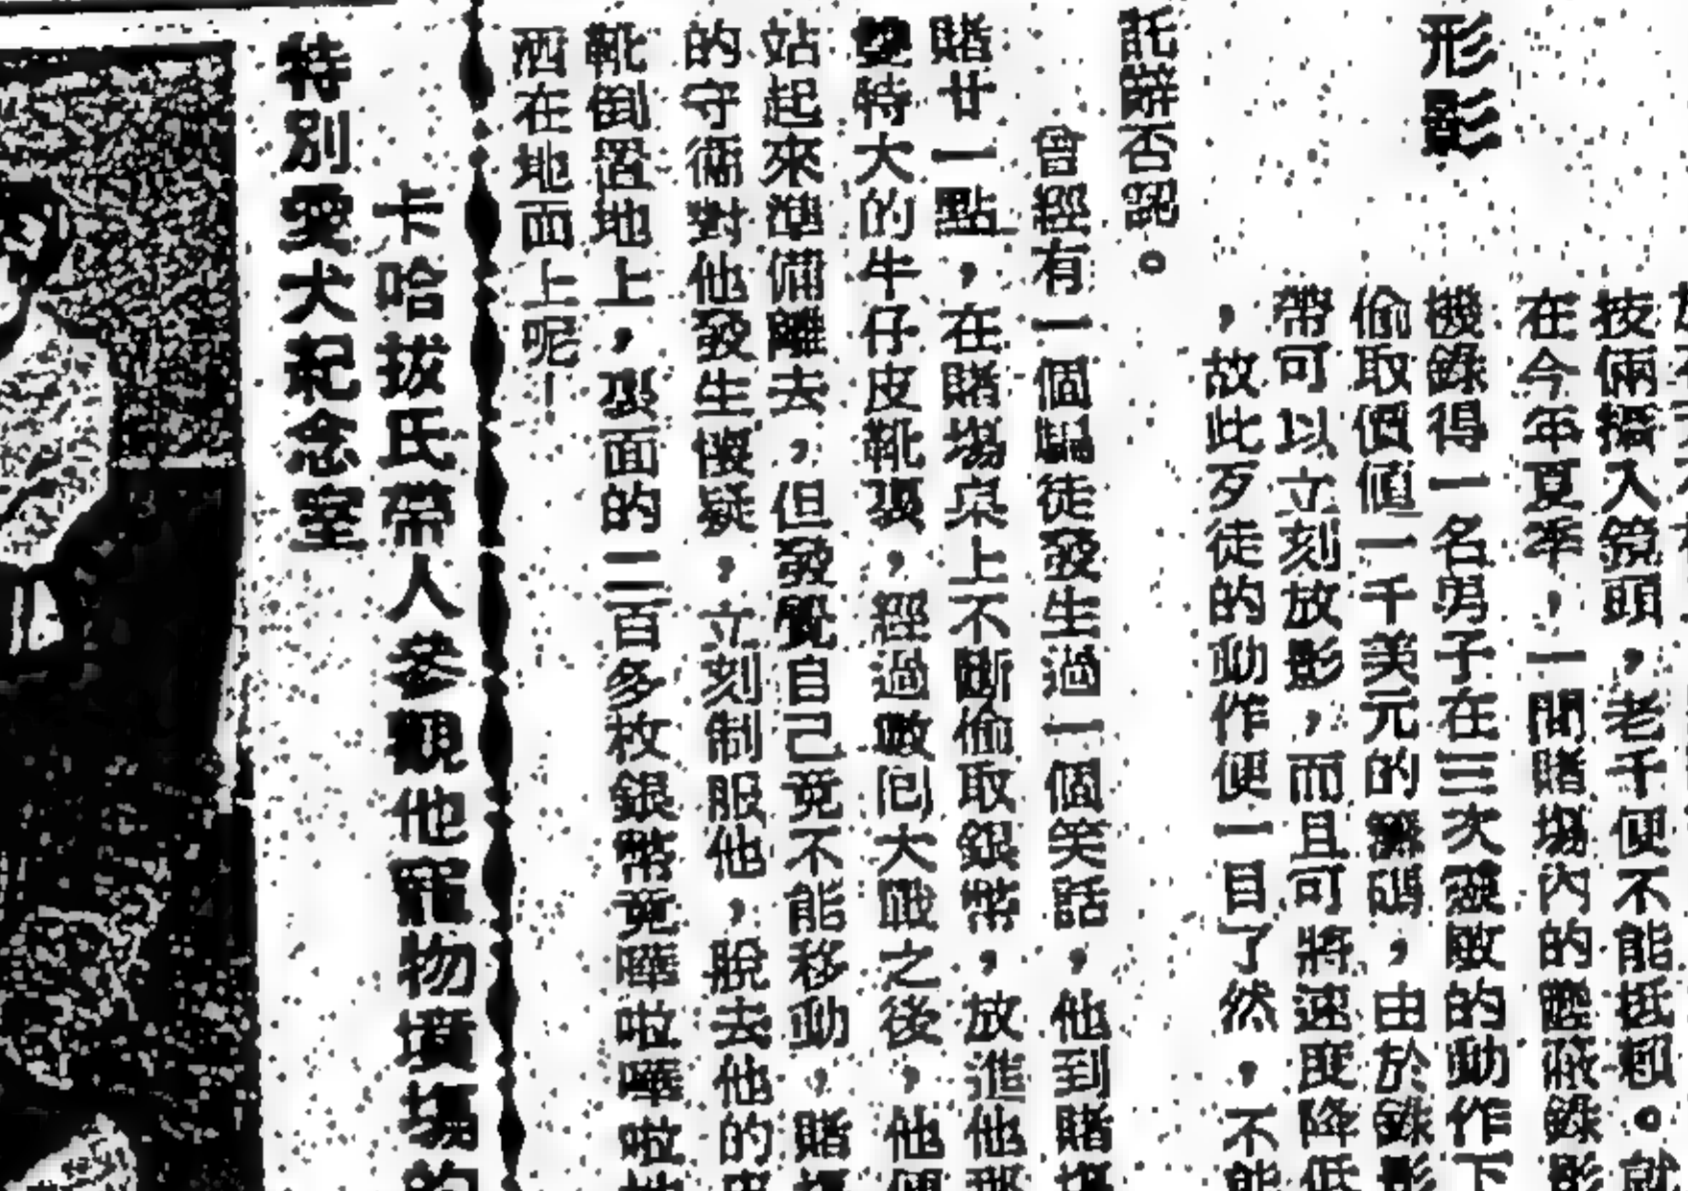 形影
技倆攝入鏡頭，老千便不能抵賴。就
在今年夏季，一間賭場內的隱蔽錄影
機錄得一名男子在三次靈敏的動作下
偷取價值一千美元的籌碼，由於錄影
帶可以立刻放影，而且可將速度降低
，故此歹徒的動作便一目了然，不能
託辭否認。
曾經有一個騙徒發生過一個笑話，他到賭場
賭廿一點，在賭場桌上不斷偷取銀幣，放進他那
雙特大的牛仔皮靴裏，經過數回大戰之後，他便
站起來準備離去，但發覺自己竟不能移動，賭場
的守衛對他發生懷疑，立刻制服他，脫去他的皮
靴倒置地上，裏面的二百多枚銀幣竟嘩啦嘩啦地
洒在地面上呢！
卡哈拔氏帶人參觀他寵物墳場的
特別愛犬紀念室